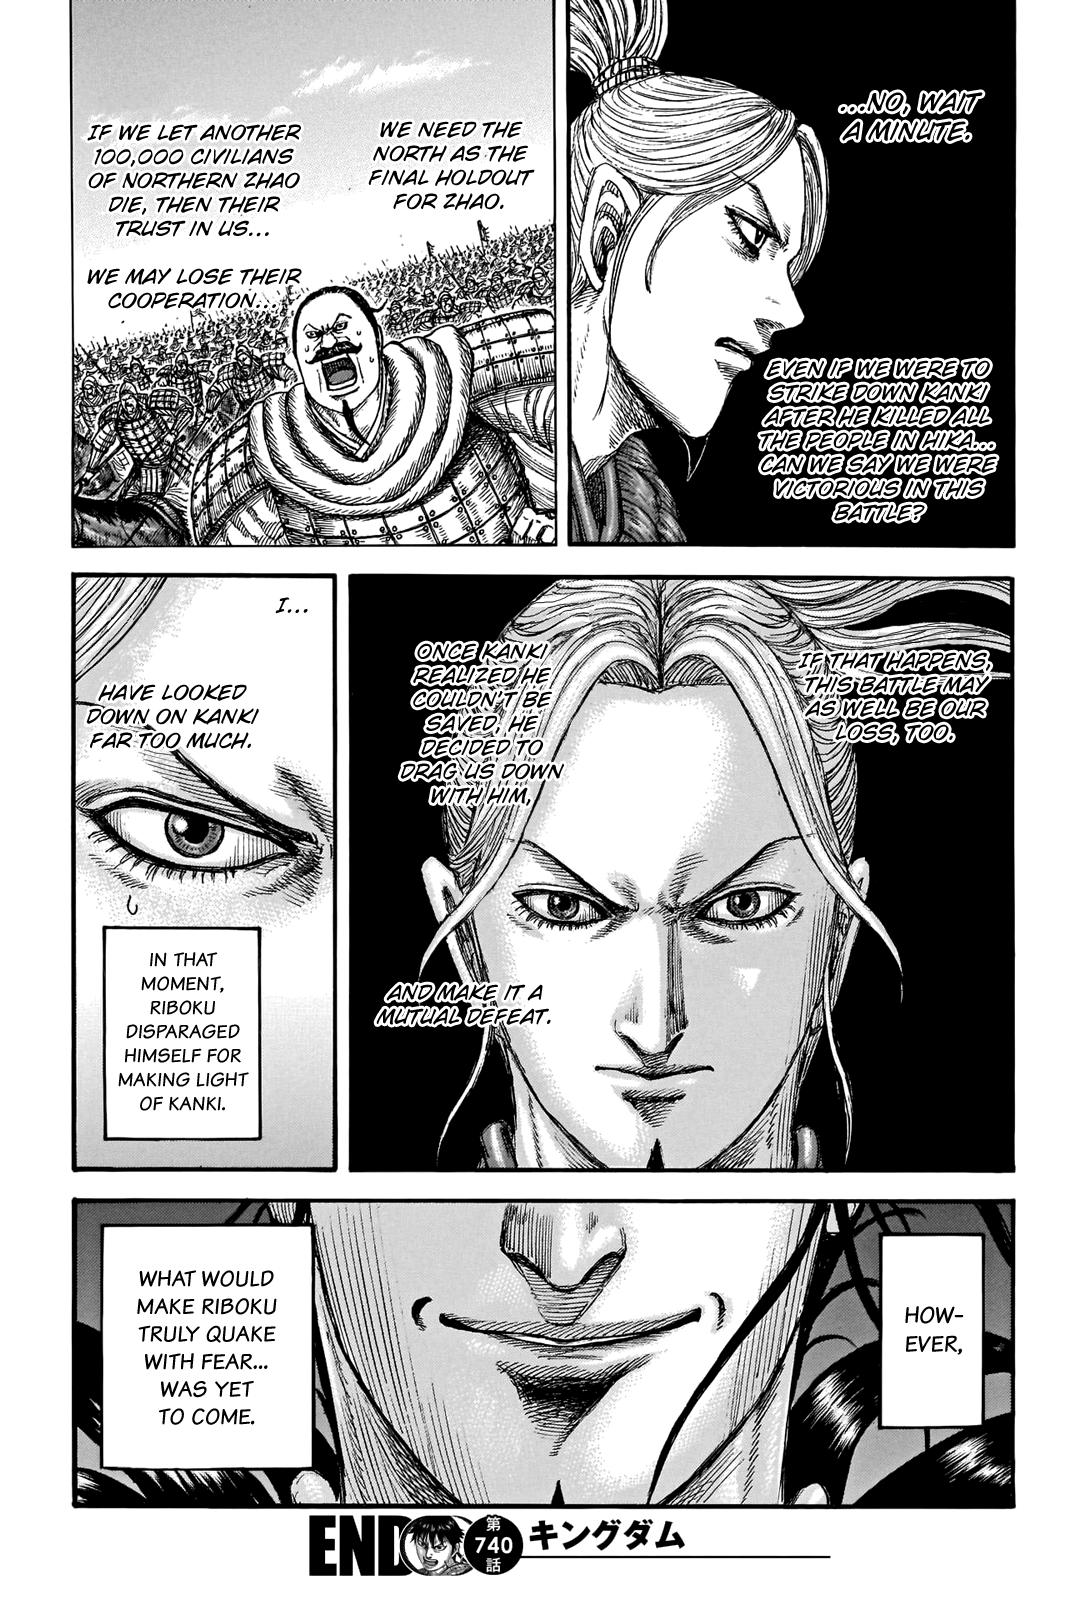 ...NO, WAIT
A MINUTE.
EVEN IF WE WERE TO
STRIKE DOWN KANKI
AFTER HE KILLED ALL
THE PEOPLE IN HIKA...
CAN WE SAY WE WERE
VICTORIOUS IN THIS
BATTLE?
WE NEED THE
NORTH AS THE
FINAL HOLDOUT
FOR ZHAO.
IF WE LET ANOTHER
100,000 CIVILIANS
OF NORTHERN ZHAO
DIE, THEN THEIR
TRUST IN US...
WE MAY LOSE THEIR
COOPERATION...
IF THAT HAPPENS,
THIS BATTLE MAY
AS WELL BE OUR
LOSS, TOO.
ONCE KANKI
REALIZED HE
COULDN'T BE
SAVED, HE
DECIDED TO
DRAG US DOWN
WITH HIM,
AND MAKE IT A
MUTUAL DEFEAT.
I...
HAVE LOOKED
DOWN ON KANKI
FAR TOO MUCH.
IN THAT
MOMENT,
RIBOKU
DISPARAGED
HIMSELF FOR
MAKING LIGHT
OF KANKI.
HOW-
EVER,
WHAT WOULD
MAKE RIBOKU
TRULY QUAKE
WITH FEAR...
WAS YET
TO COME.
END
第
740
話
キングダム